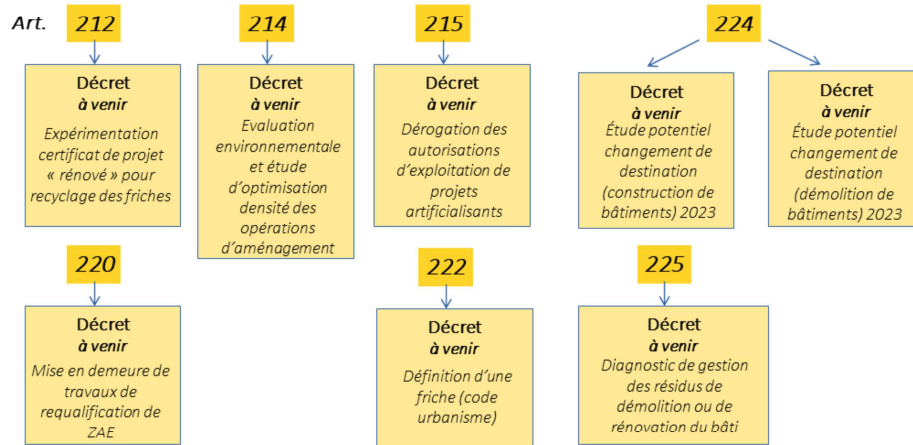 Art.
212
Décret
à venir
Expérimentation
certificat de projet
« rénové » pour
recyclage des friches
214
Décret
à venir
Evaluation
environnementale
et étude
d'optimisation
densité des
opérations
d'aménagement
215
Décret
à venir
Dérogation des
autorisations
d'exploitation de
projets
artificialisants
224
Décret
à venir
Étude potentiel
changement de
destination
(construction de
bâtiments) 2023
Décret
à venir
Étude potentiel
changement de
destination
(démolition de
bâtiments) 2023
220
Décret
à venir
Mise en demeure de
travaux de
requalification de
ZAE
222
Décret
à venir
Définition d'une
friche (code
urbanisme)
225
Décret
à venir
Diagnostic de gestion
des résidus de
démolition ou de
rénovation du bâti